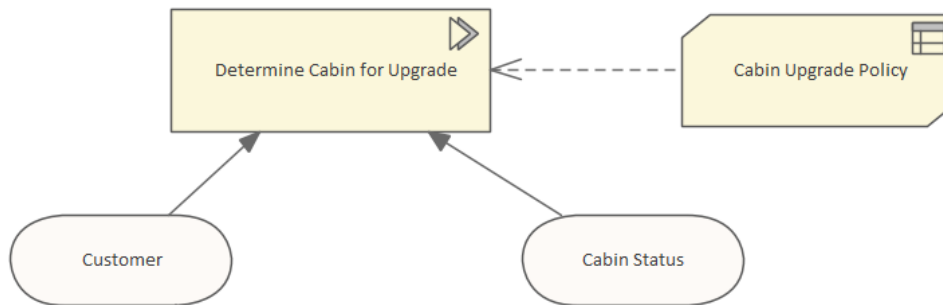 Determine Cabin for Upgrade
Cabin Upgrade Policy
Customer
Cabin Status